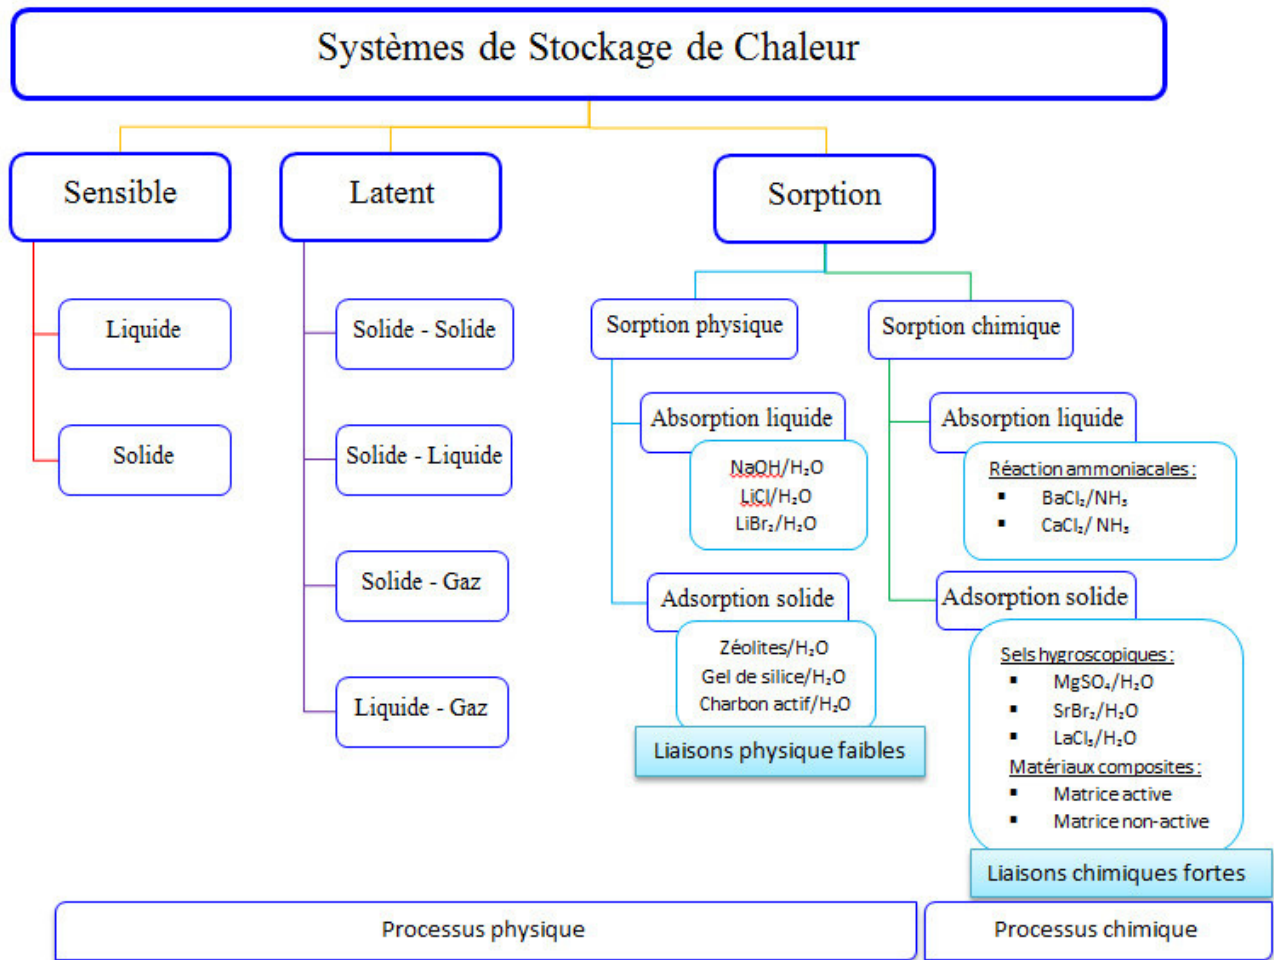 Systèmes de Stockage de Chaleur
Sensible
Liquide
Solide
Latent
Solide - Solide
Solide - Liquide
Solide - Gaz
Liquide - Gaz
Sorption
Sorption physique
Absorption liquide
NaOH/H₂O
LiCl/H₂O
LiBr₂/H₂O
Adsorption solide
Zéolites/H₂O
Gel de silice/H₂O
Charbon actif/H₂O
Liaisons physique faibles
Sorption chimique
Absorption liquide
Réaction ammoniacales :
▪ BaCl₂/NH₃
▪ CaCl₂/ NH₃
Adsorption solide
Sels hygroscopiques :
▪ MgSO₄/H₂O
▪ SrBr₂/H₂O
▪ LaCl₃/H₂O
Matériaux composites :
▪ Matrice active
▪ Matrice non-active
Liaisons chimiques fortes
Processus physique
Processus chimique